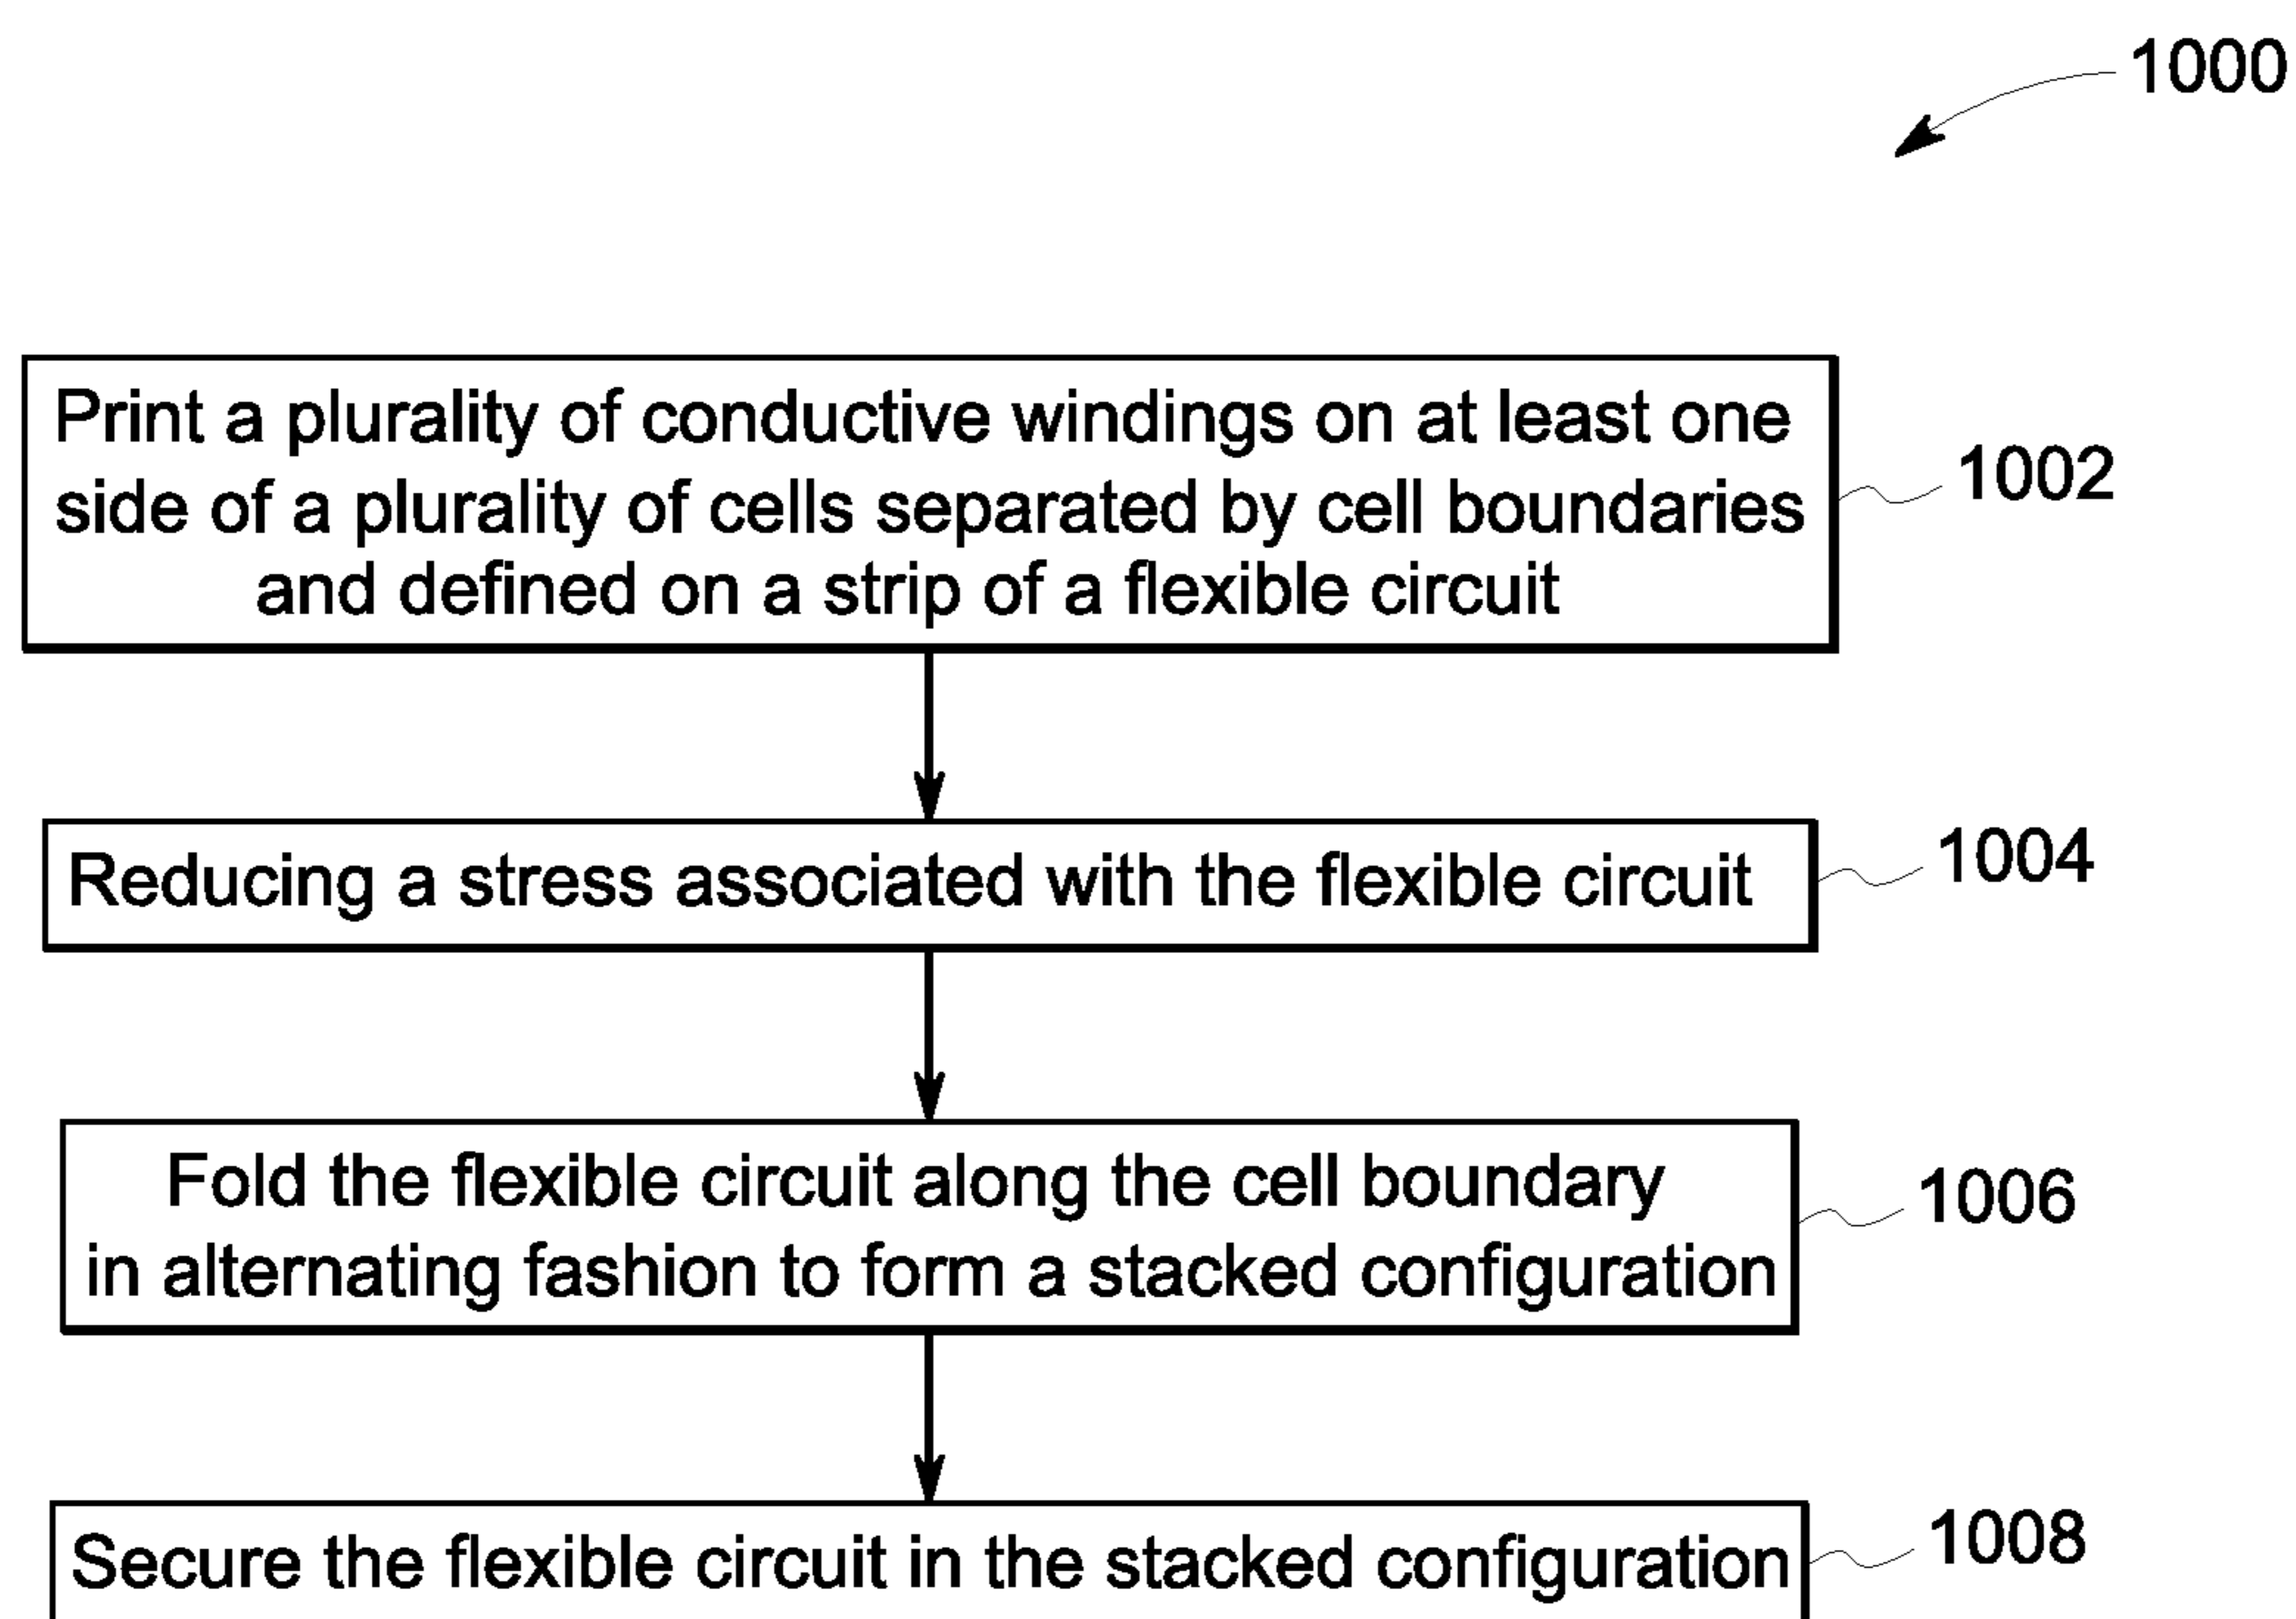 1000
Print a plurality of conductive windings on at least one
side of a plurality of cells separated by cell boundaries
and defined on a strip of a flexible circuit
1002
Reducing a stress associated with the flexible circuit
1004
Fold the flexible circuit along the cell boundary
in alternating fashion to form a stacked configuration
1006
Secure the flexible circuit in the stacked configuration
1008